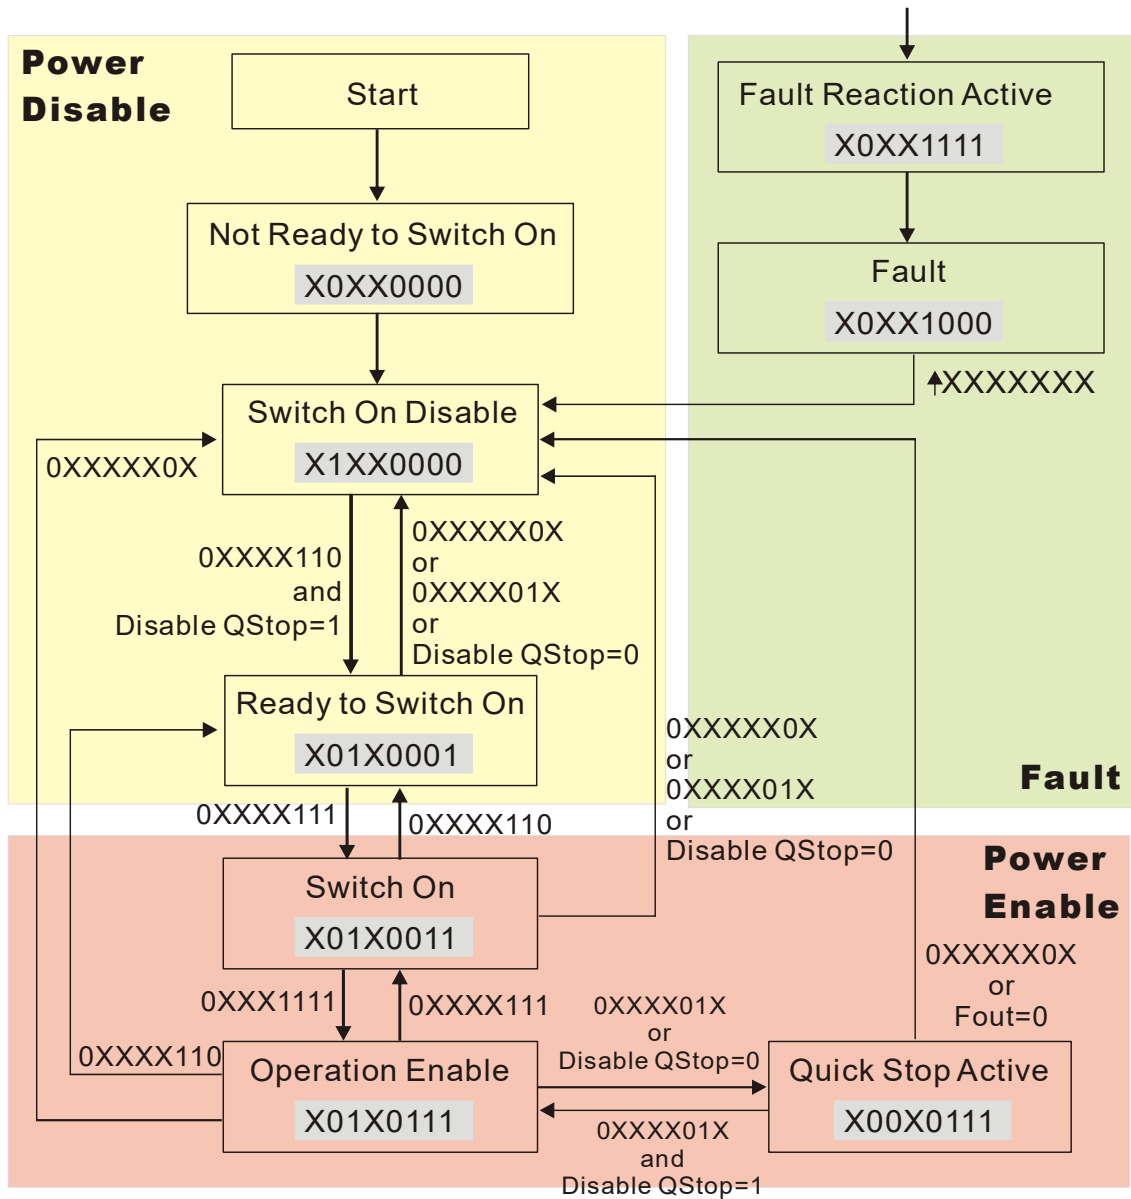 Power
Disable
Start
Not Ready to Switch On
X0XX0000
Switch On Disable
X1XX0000
0XXXXX0X
0XXXX110
and
Disable QStop=1
0XXXXX0X
or
0XXXX01X
or
Disable QStop=0
Ready to Switch On
X01X0001
Fault Reaction Active
X0XX1111
Fault
X0XX1000
XXXXXXX
Fault
0XXXXX0X
or
0XXXX01X
or
Disable QStop=0
0XXXX111
0XXXX110
Power
Enable
Switch On
X01X0011
0XXX1111
0XXXX111
0XXXX110
Operation Enable
X01X0111
0XXXX01X
or
Disable QStop=0
0XXXXX0X
or
Fout=0
Quick Stop Active
X00X0111
0XXXX01X
and
Disable QStop=1